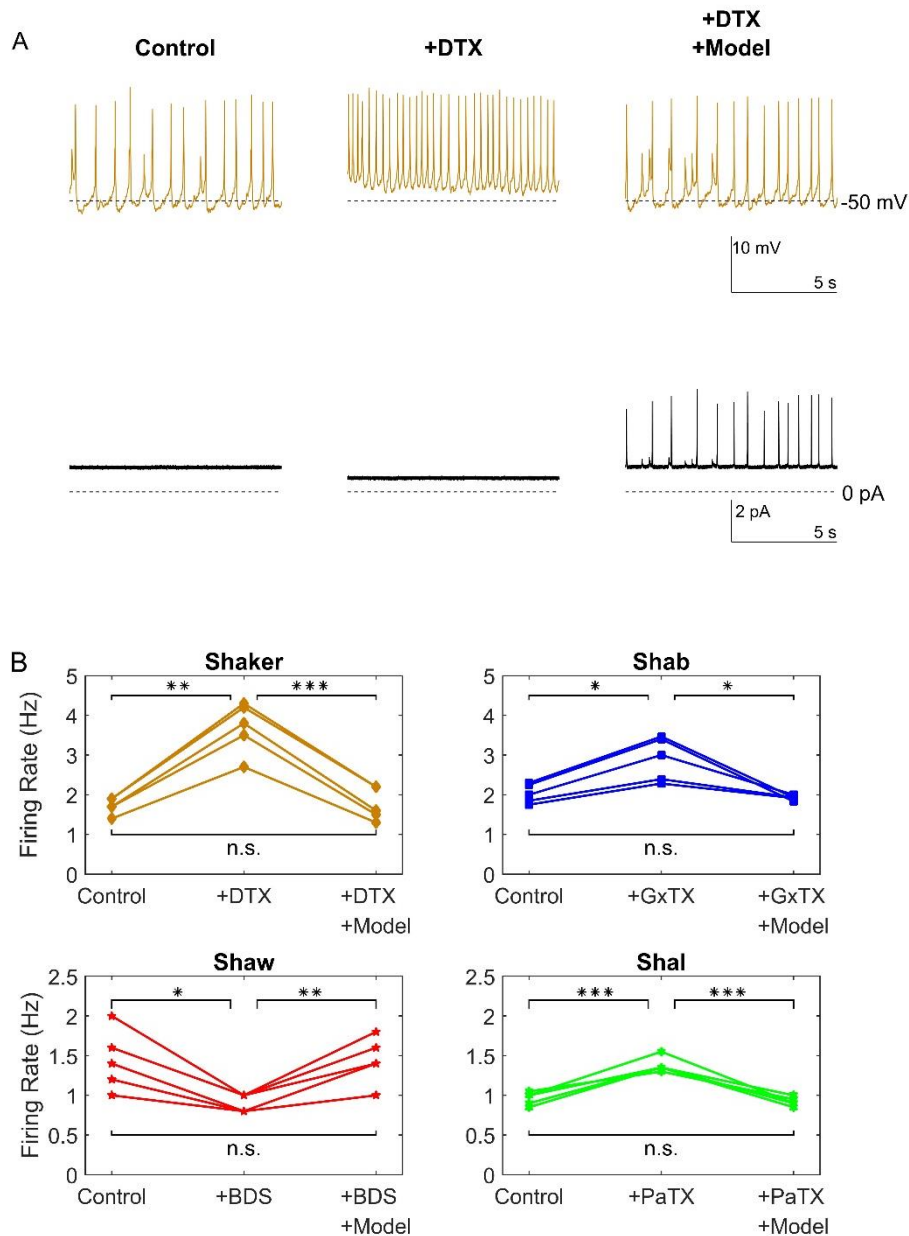 A
Control
+DTX
+DTX
+Model
-50 mV
10 mV
5 s
0 pA
2 pA
5 s
B
Shaker
Firing Rate (Hz)
5
4
3
2
1
0
** ***
n.s.
Control
+DTX
+DTX
+Model
Shab
5
4
3
2
1
0
* *
n.s.
Control
+GxTX
+GxTX
+Model
Shaw
Firing Rate (Hz)
2.5
2
1.5
1
0.5
0
* **
n.s.
Control
+BDS
+BDS
+Model
Shal
2.5
2
1.5
1
0.5
0
*** ***
n.s.
Control
+PaTX
+PaTX
+Model